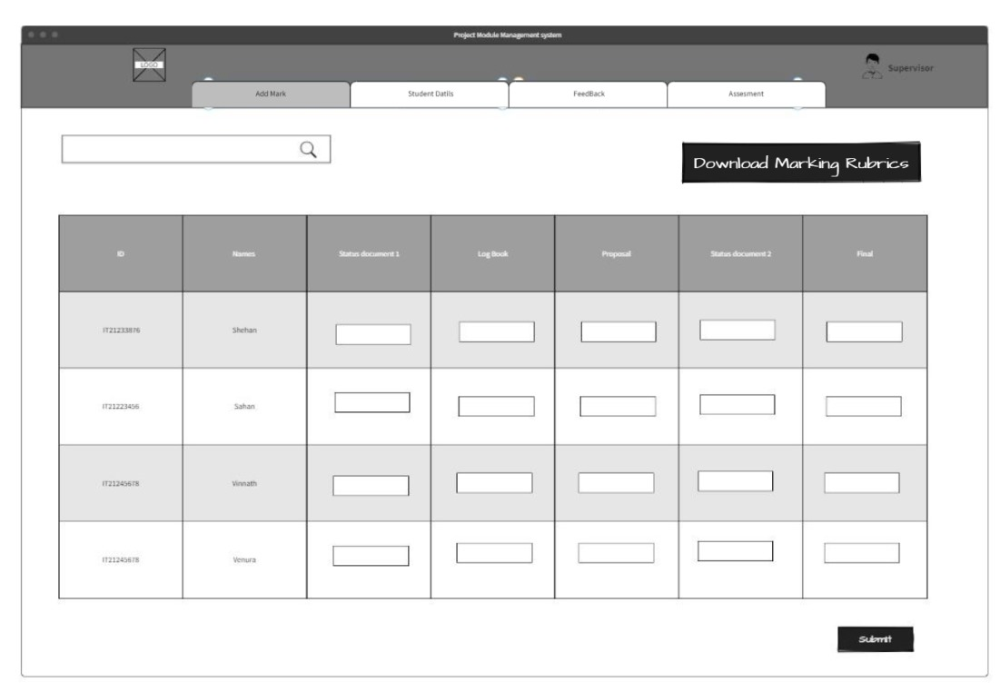 Project Module Management system
LOGO
Supervisor
Add Mark
Student Datils
FeedBack
Assesment
Download Marking Rubrics
ID Names Status document 1 Log Book Proposal Status document 2 Final
IT21233876 Shehan
IT21223456 Sahan
IT21245678 Vinnath
IT21245678 Venura
Submit